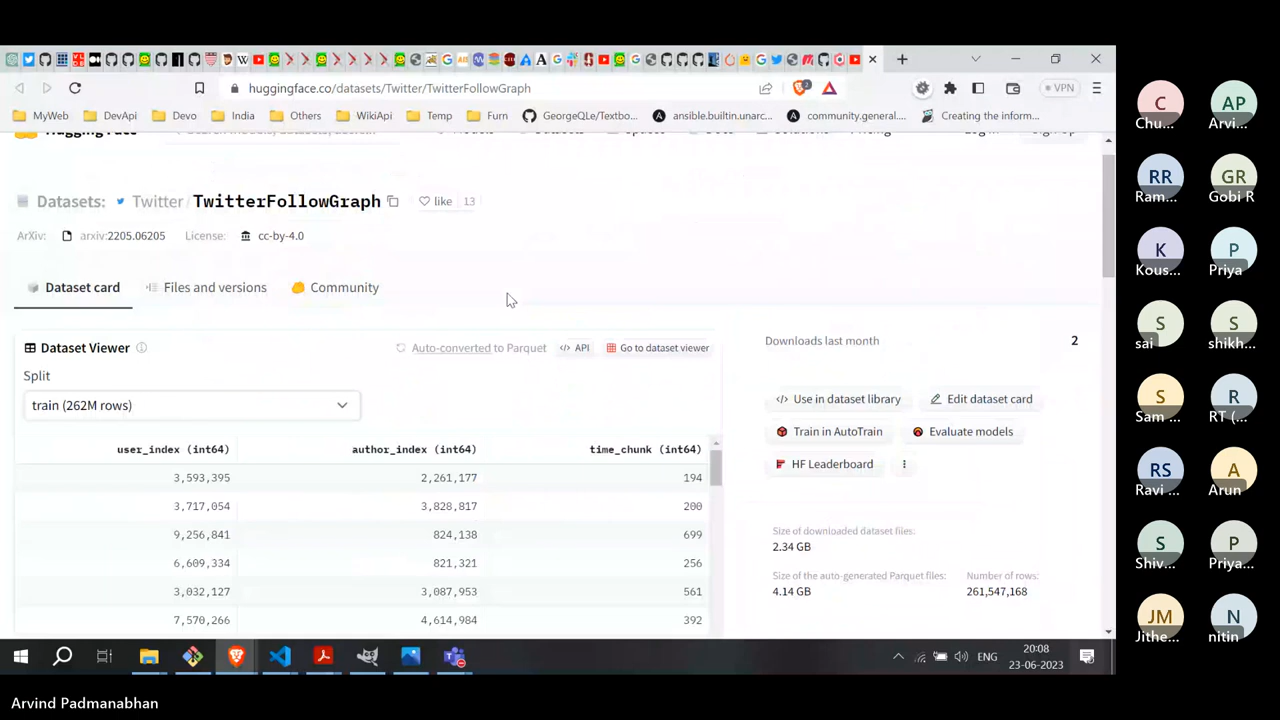 huggingface.co/datasets/Twitter/TwitterFollowGraph
VPN
MyWeb DevApi Devo India Others WikiApi Temp Furn GeorgeQLe/Textbo... ansible.builtin.unarc... community.general.... Creating the inform...
Datasets: Twitter/TwitterFollowGraph like 13
ArXiv: arxiv:2205.06205 License: cc-by-4.0
Dataset card Files and versions Community
Dataset Viewer Auto-converted to Parquet API Go to dataset viewer
Split
train (262M rows)
user_index (int64) author_index (int64) time_chunk (int64)
3,593,395 2,261,177 194
3,717,054 3,828,817 200
9,256,841 824,138 699
6,609,334 821,321 256
3,032,127 3,087,953 561
7,570,266 4,614,984 392
Downloads last month 2
Use in dataset library Edit dataset card
Train in AutoTrain Evaluate models
HF Leaderboard
Size of downloaded dataset files:
2.34 GB
Size of the auto-generated Parquet files: Number of rows:
4.14 GB 261,547,168
ENG 20:08
23-06-2023
C AP
Chu... Arvi...
RR GR
Ram... Gobi R
K P
Kous... Priya
S S
sai shikh...
S R
Sam ... RT (...
RS A
Ravi ... Arun
S P
Shiv... Priya...
JM N
Jithe... nitin
Arvind Padmanabhan